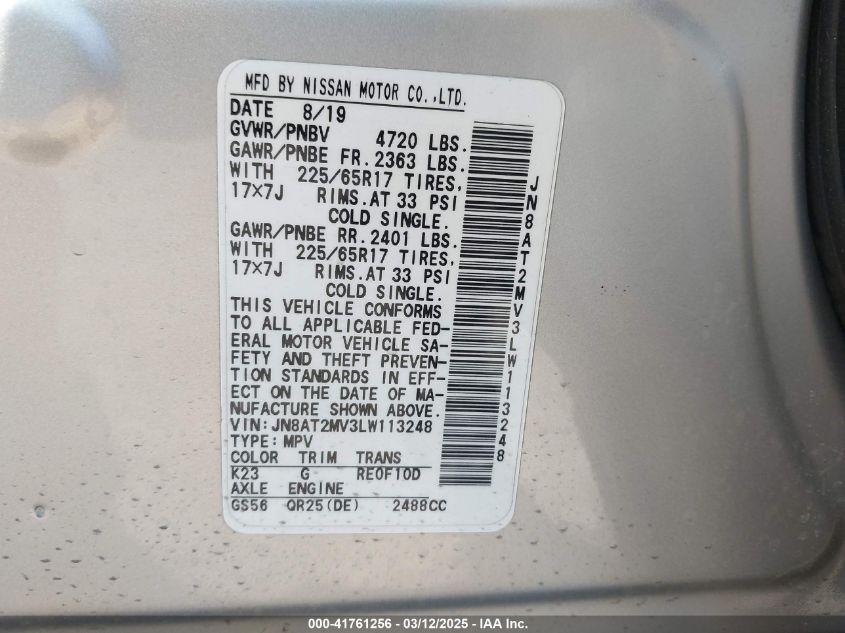 MFD BY NISSAN MOTOR CO.,LTD.
DATE 8/19
GVWR/PNBV 4720 LBS.
GAWR/PNBE FR.2363 LBS.
WITH 225/65R17 TIRES,
17×7J RIMS.AT 33 PSI
COLD SINGLE.
GAWR/PNBE RR.2401 LBS.
WITH 225/65R17 TIRES,
17×7J RIMS.AT 33 PSI
COLD SINGLE.
THIS VEHICLE CONFORMS
TO ALL APPLICABLE FED-
ERAL MOTOR VEHICLE SA-
FETY AND THEFT PREVEN-
TION STANDARDS IN EFF-
ECT ON THE DATE OF MA-
NUFACTURE SHOWN ABOVE.
VIN:JN8AT2MV3LW113248
TYPE:MPV
COLOR TRIM TRANS
K23 G RE0F10D
AXLE ENGINE
GS56 QR25(DE) 2488CC
JN8AT2MV3LW113248
000-41761256 - 03/12/2025 - IAA Inc.